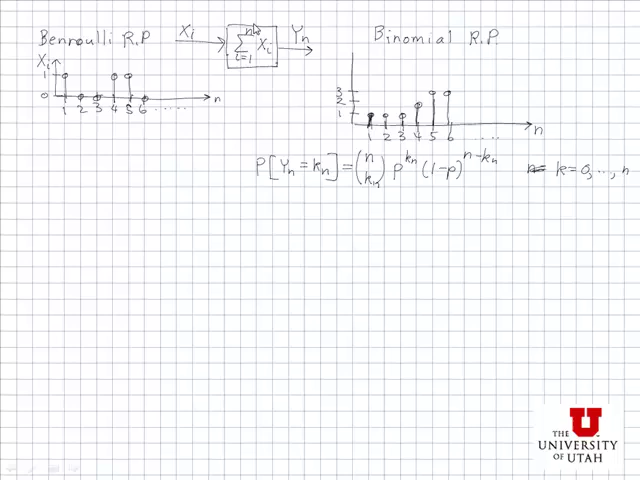 Benroulli R.P Xi n∑i=1 Xi Yn Binomial R.P
Xi
1
0
1 2 3 4 5 6 ..... n
3
2
1
1 2 3 4 5 6 ... n
P[Yn = kn] = (n kn) p^kn (1-p)^n-kn k=0,...,n
U
THE
UNIVERSITY
OF UTAH